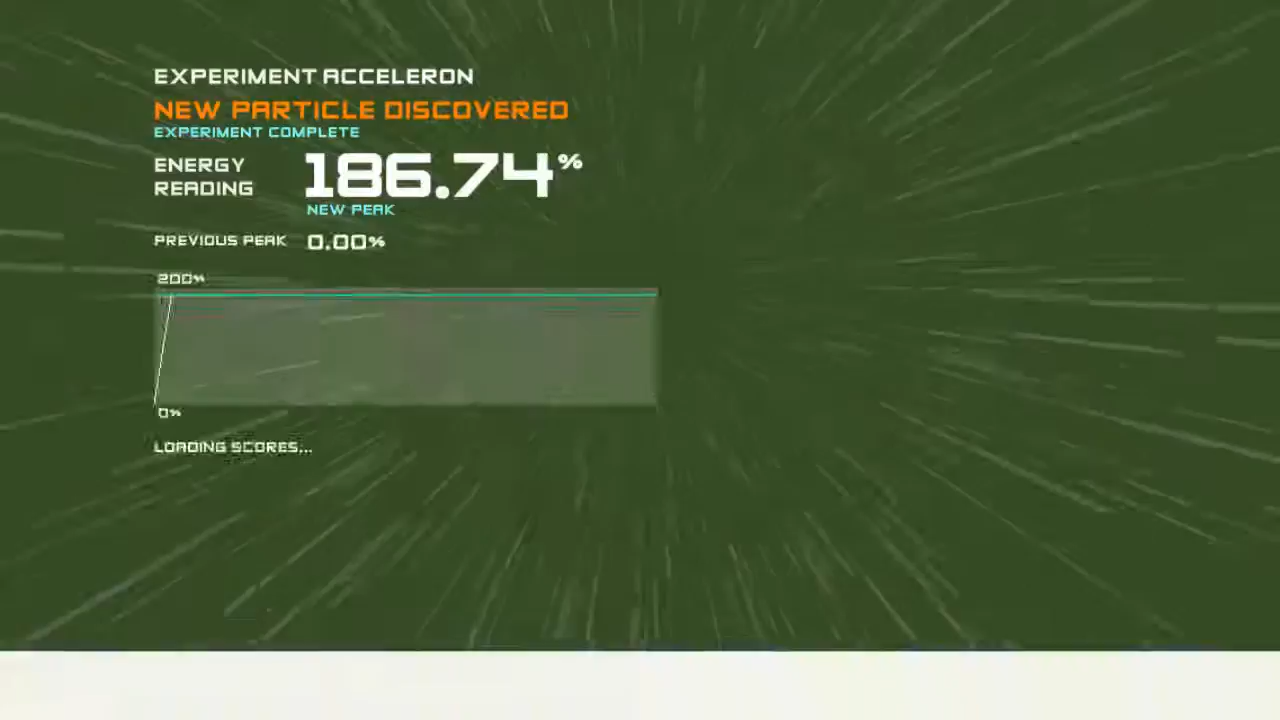 EXPERIMENT ACCELERON
NEW PARTICLE DISCOVERED
EXPERIMENT COMPLETE
ENERGY READING 186.74%
NEW PEAK
PREVIOUS PEAK 0.00%
200%
0%
LOADING SCORES...